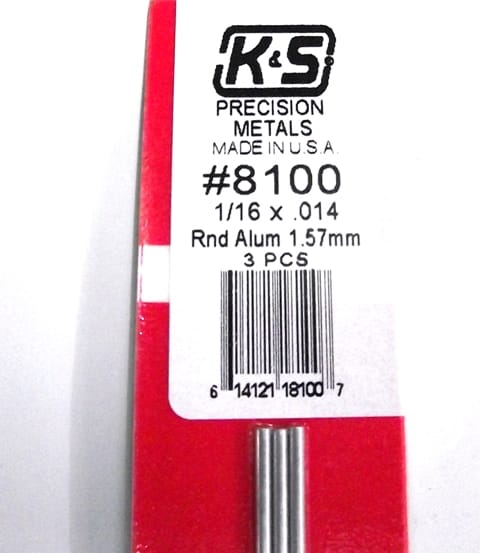 K&S
PRECISION
METALS
MADE IN U.S.A.
#8100
1/16 x .014
Rnd Alum 1.57mm
3 PCS
6 14121 18100 7